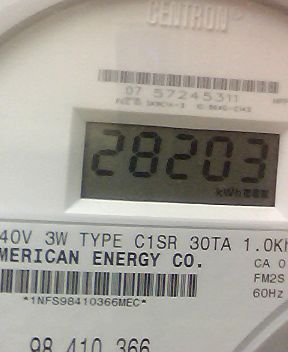 CENTRON
07 57245311
28203
kWh
40V 3W TYPE C1SR 30TA 1.0Kh
MERICAN ENERGY CO.
CA 0
FM2S
*1NFS98410366MEC*
60Hz
98 410 366